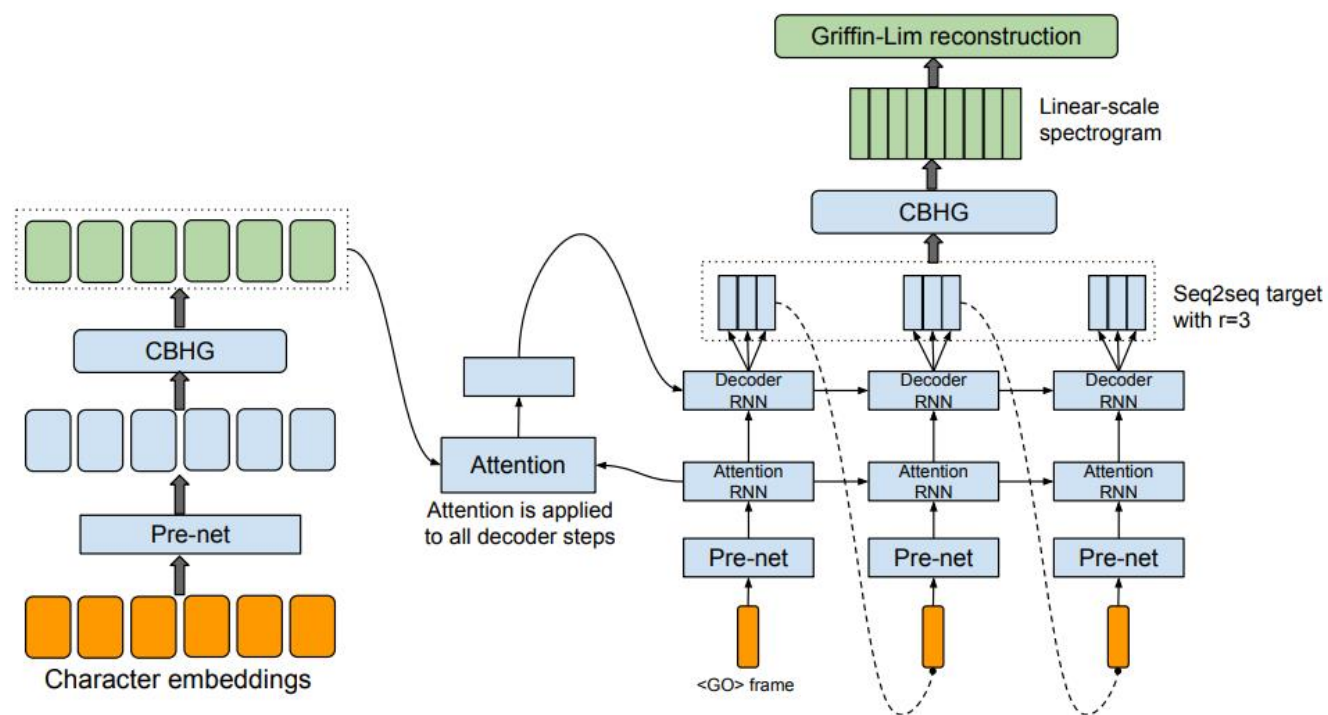 Griffin-Lim reconstruction
Linear-scale
spectrogram
CBHG
Seq2seq target
with r=3
CBHG
Decoder
RNN
Decoder
RNN
Decoder
RNN
Attention
Attention is applied
to all decoder steps
Attention
RNN
Attention
RNN
Attention
RNN
Pre-net
Pre-net
Pre-net
Pre-net
Character embeddings
<GO> frame